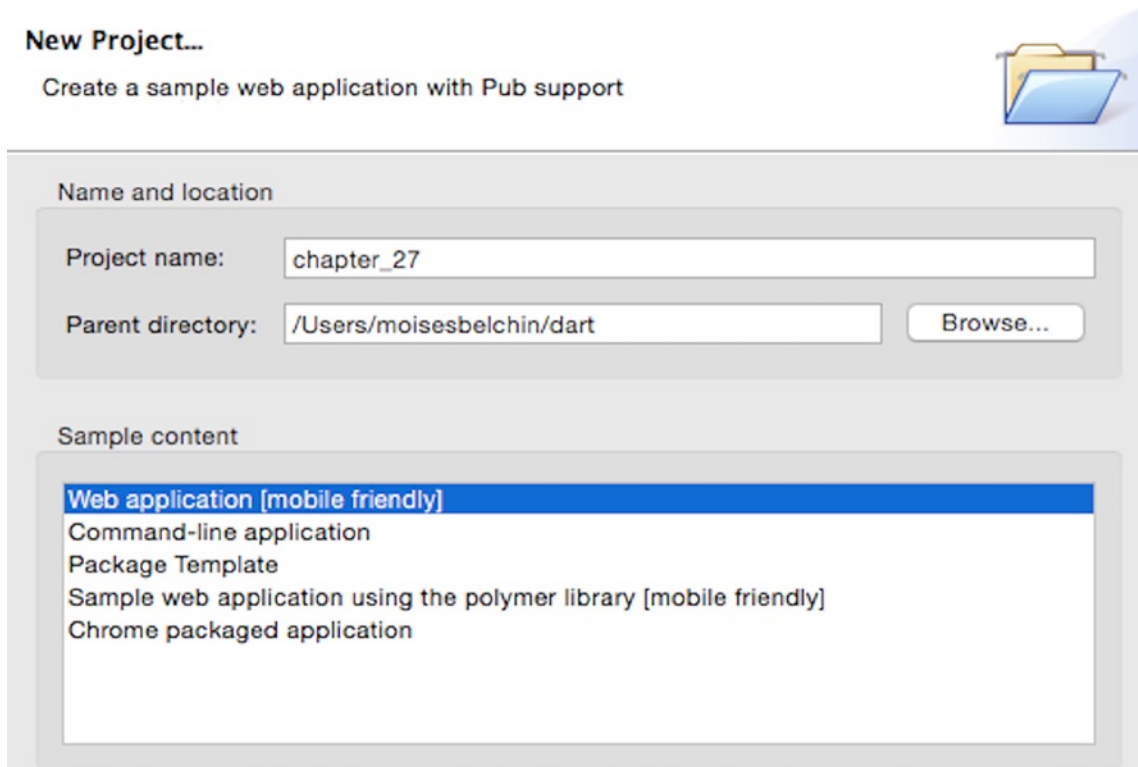 New Project...
Create a sample web application with Pub support
Name and location
Project name: chapter_27
Parent directory: /Users/moisesbelchin/dart Browse...
Sample content
Web application [mobile friendly]
Command-line application
Package Template
Sample web application using the polymer library [mobile friendly]
Chrome packaged application